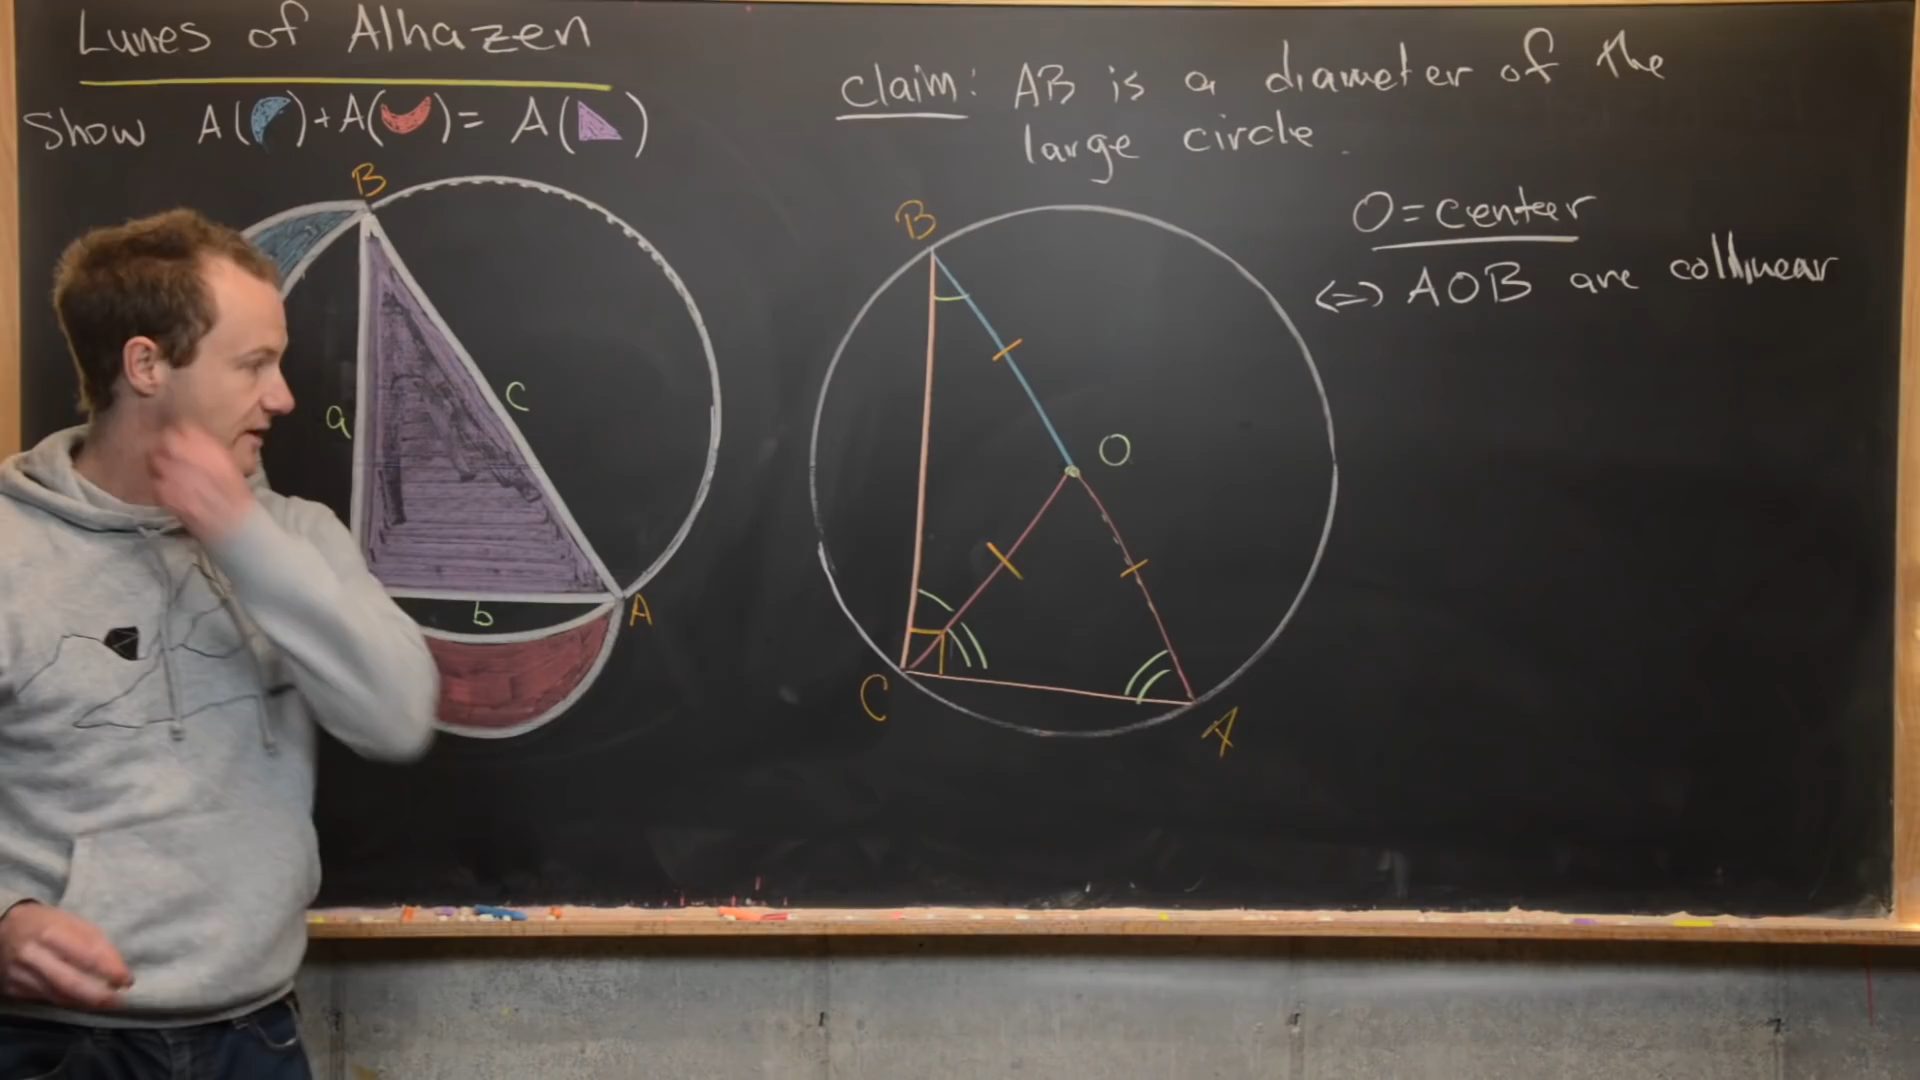 Lunes of Alhazen
Show A( ) + A( ) = A( )
B
a
c
b
A
Claim: AB is a diameter of the
large circle.
O = center
<=> AOB are collinear
B
O
C
A